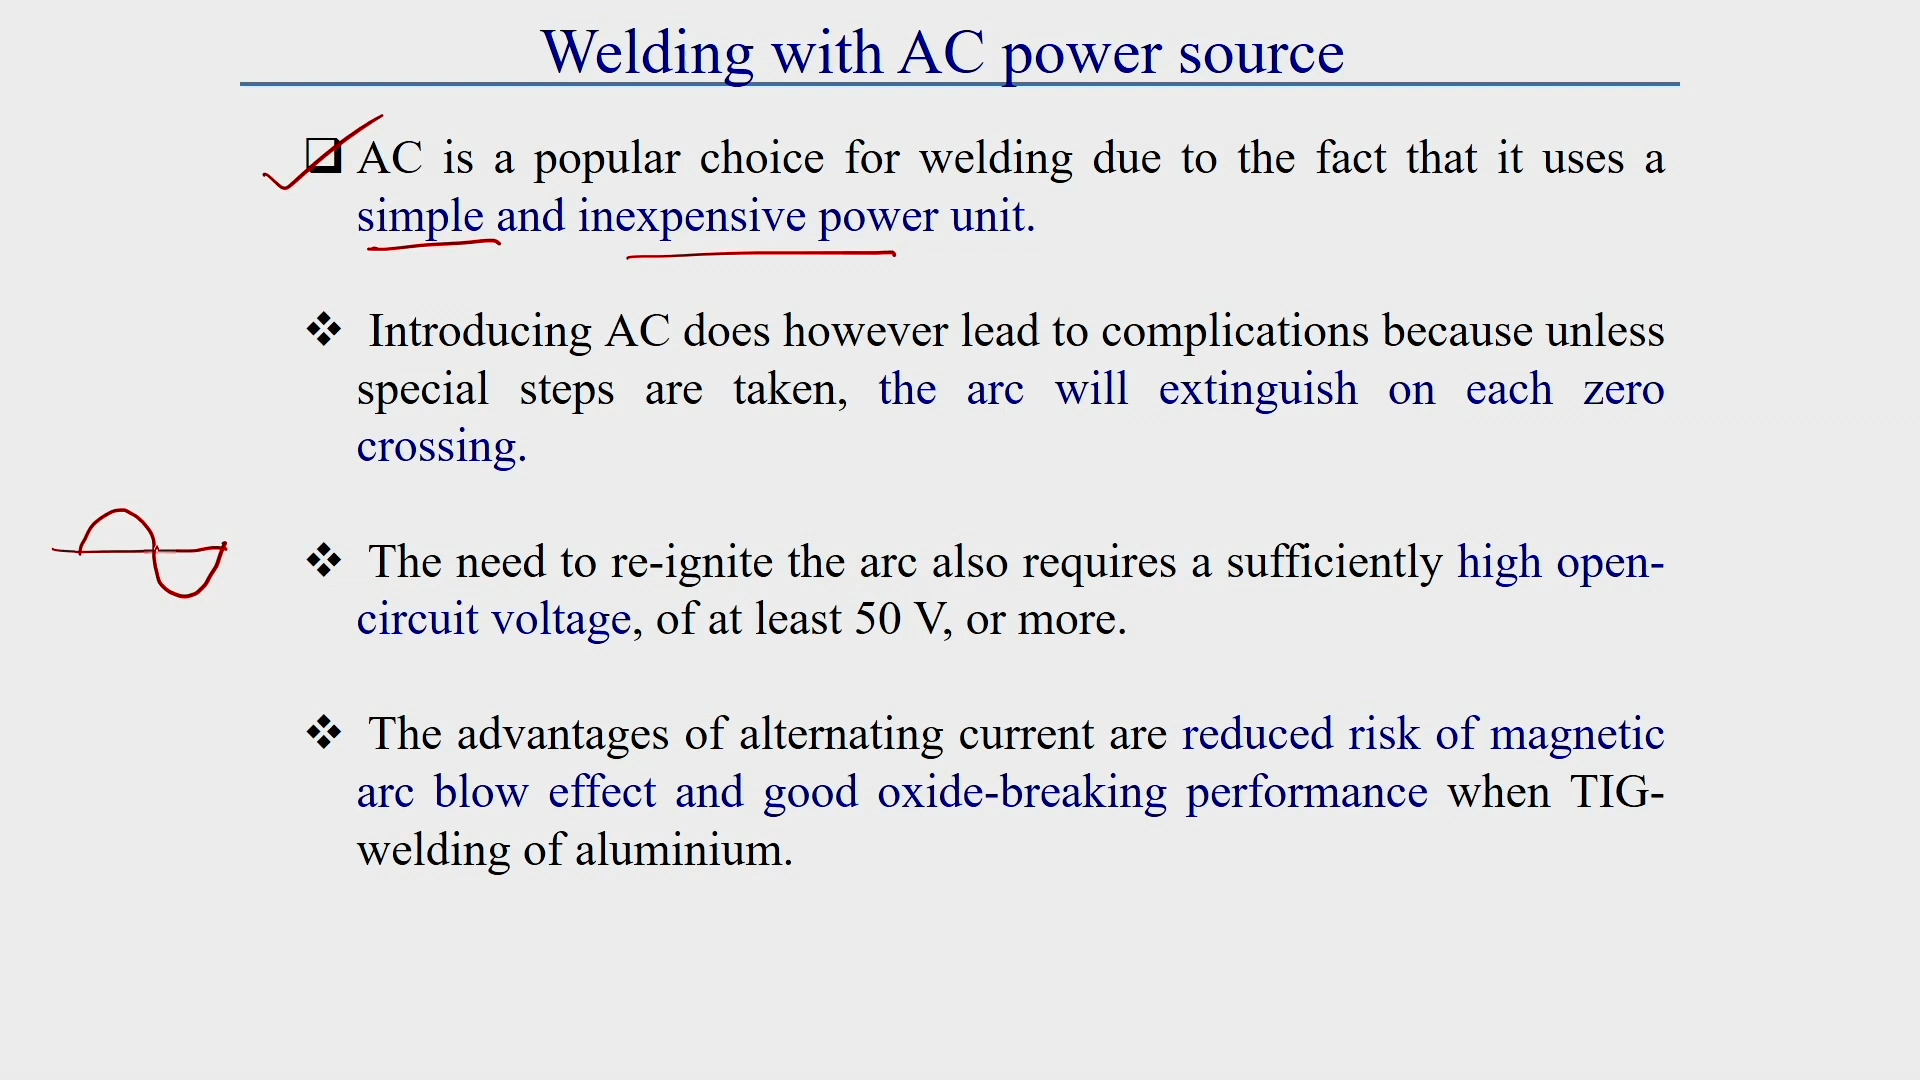 Welding with AC power source
❑ AC is a popular choice for welding due to the fact that it uses a
simple and inexpensive power unit.
❖ Introducing AC does however lead to complications because unless
special steps are taken, the arc will extinguish on each zero
crossing.
❖ The need to re-ignite the arc also requires a sufficiently high open-
circuit voltage, of at least 50 V, or more.
❖ The advantages of alternating current are reduced risk of magnetic
arc blow effect and good oxide-breaking performance when TIG-
welding of aluminium.